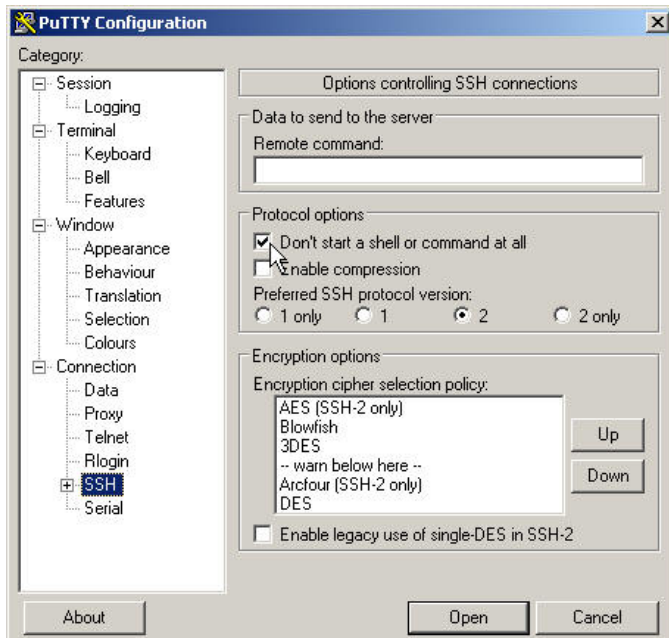 PuTTY Configuration
Category:
Session
Logging
Terminal
Keyboard
Bell
Features
Window
Appearance
Behaviour
Translation
Selection
Colours
Connection
Data
Proxy
Telnet
Rlogin
SSH
Serial
Options controlling SSH connections
Data to send to the server
Remote command:
Protocol options
Don't start a shell or command at all
Enable compression
Preferred SSH protocol version:
1 only 1 2 2 only
Encryption options
Encryption cipher selection policy:
AES (SSH-2 only)
Blowfish
3DES
-- warn below here --
Arcfour (SSH-2 only)
DES
Up
Down
Enable legacy use of single-DES in SSH-2
About Open Cancel